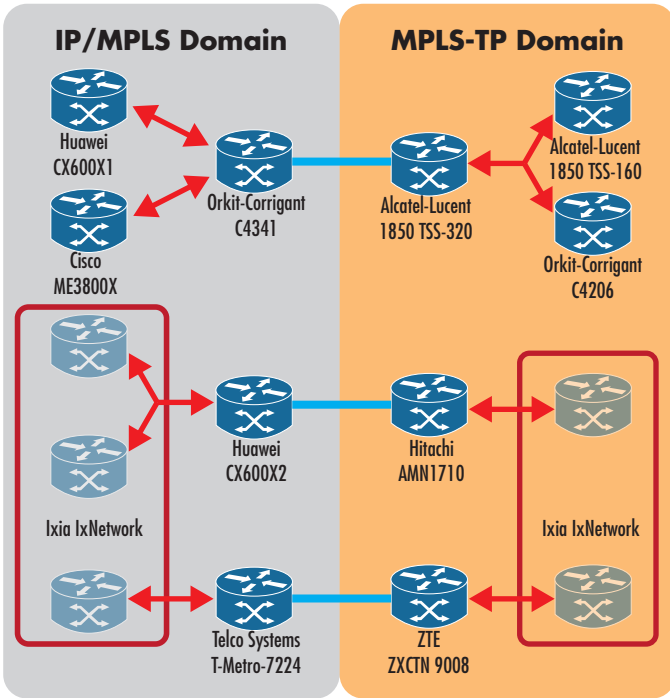 IP/MPLS Domain
MPLS-TP Domain
Huawei
CX600X1
Orkit-Corrigant
C4341
Cisco
ME3800X
Alcatel-Lucent
1850 TSS-320
Alcatel-Lucent
1850 TSS-160
Orkit-Corrigant
C4206
Huawei
CX600X2
Hitachi
AMN1710
Ixia IxNetwork
Ixia IxNetwork
Telco Systems
T-Metro-7224
ZTE
ZXCTN 9008